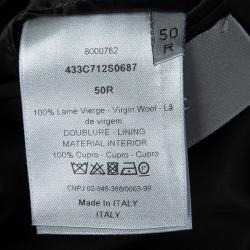 50
R
8000762
433C712S0687
50R
100% Laine Vierge - Virgin Wool - Lã
de virgem
DOUBLURE - LINING
MATERIAL INTERIOR
100% Cupro - Cupro - Cupro
CNPJ 02-046-366/0003-99
Made In ITALY
ITALY